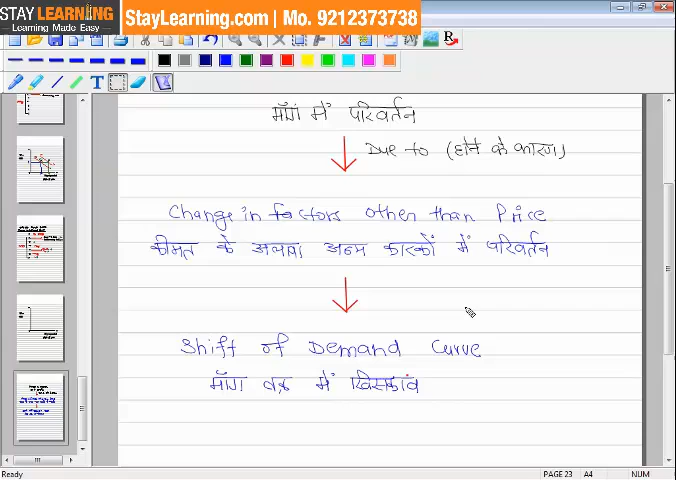 STAY LEARNING
Learning Made Easy
StayLearning.com | Mo. 9212373738
माँग में परिवर्तन
Due to (होने के कारण)
Change in factors other than Price
कीमत के अलावा अन्य कारकों में परिवर्तन
Shift of Demand Curve
माँग वक्र में खिसकाव
Ready
PAGE 23
A4